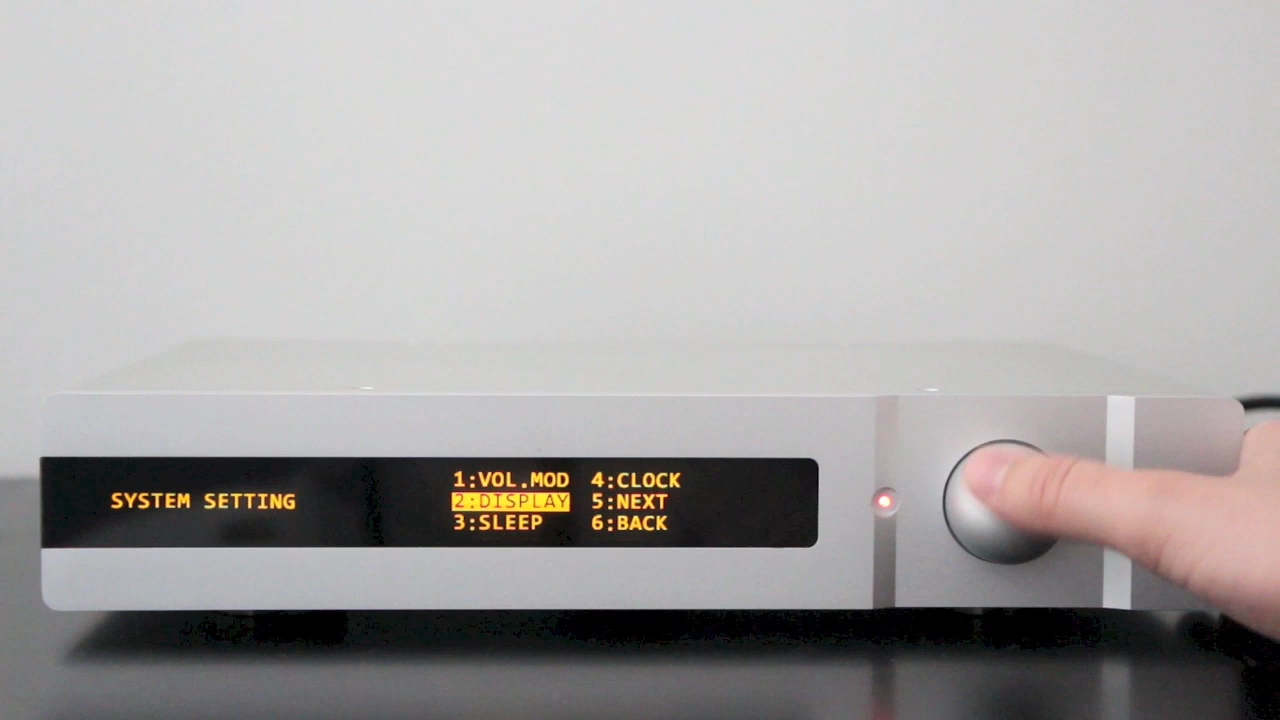 SYSTEM SETTING
1:VOL.MOD 4:CLOCK
2:DISPLAY 5:NEXT
3:SLEEP 6:BACK